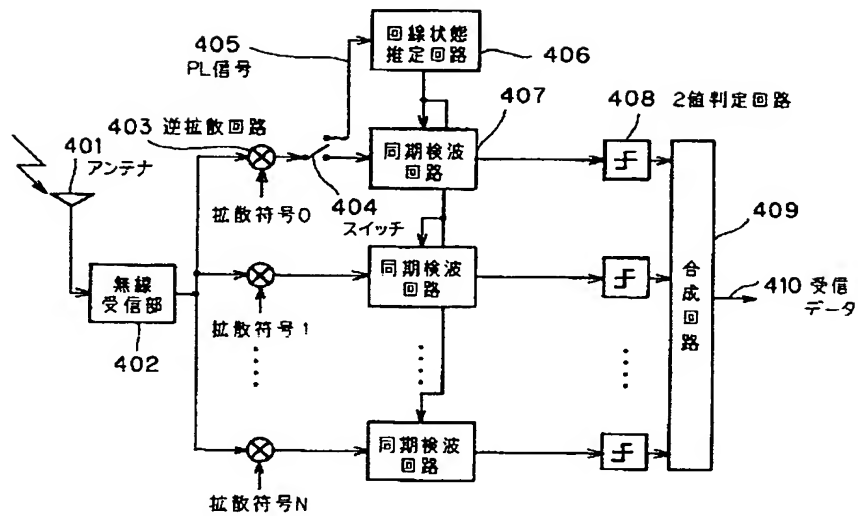 405
PL信号
回線状態
推定回路
406
407
403 逆拡散回路
408 2値判定回路
401
アンテナ
同期検波
回路
拡散符号0
404
スイッチ
409
無線
受信部
402
同期検波
回路
拡散符号1
合成回路
410 受信
データ
同期検波
回路
拡散符号N